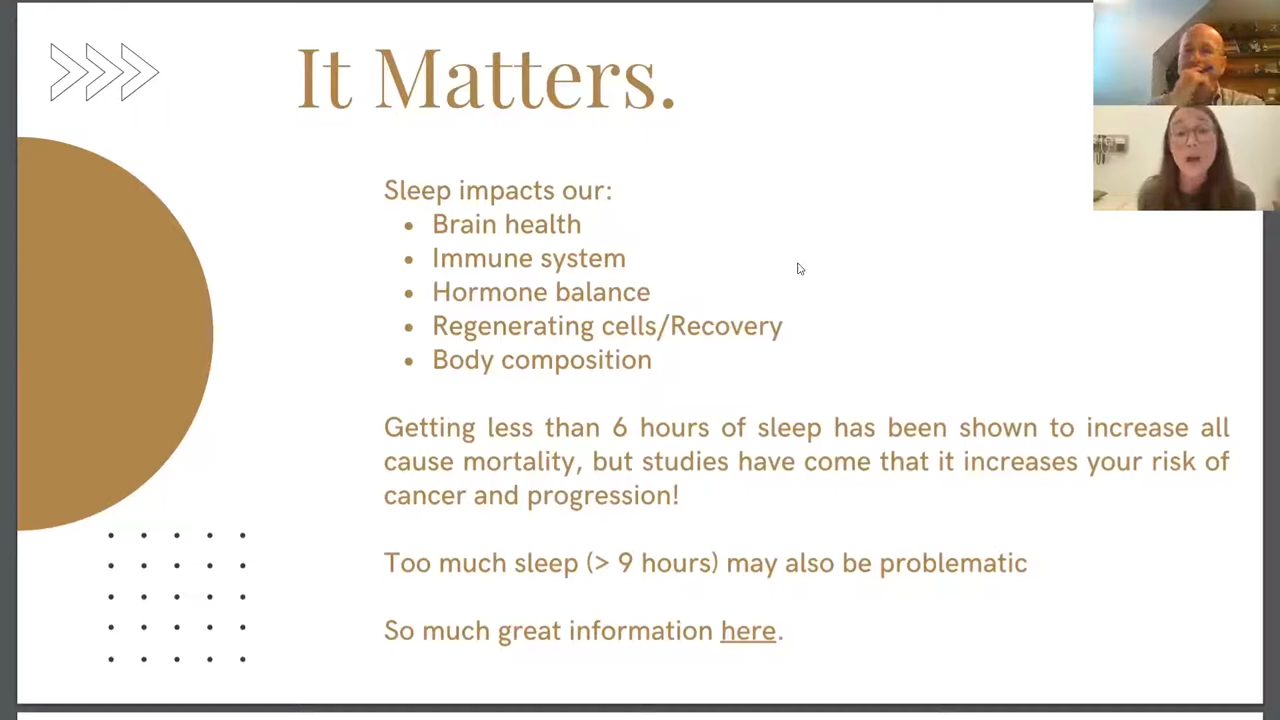 It Matters.
Sleep impacts our:
• Brain health
• Immune system
• Hormone balance
• Regenerating cells/Recovery
• Body composition
Getting less than 6 hours of sleep has been shown to increase all
cause mortality, but studies have come that it increases your risk of
cancer and progression!
Too much sleep (> 9 hours) may also be problematic
So much great information here.